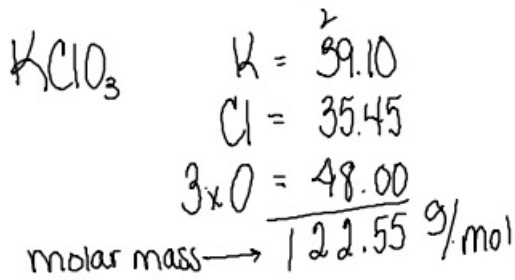 KClO3 K = 39.10
Cl = 35.45
3xO = 48.00
molar mass → 122.55 g/mol